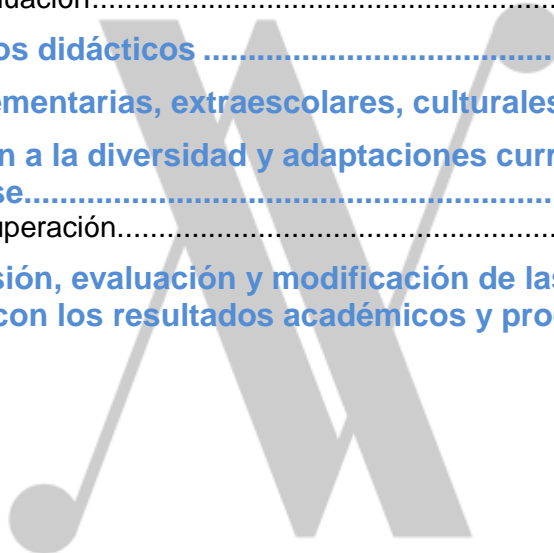 uación..........................................................
os didácticos ............................................
ementarias, extraescolares, culturales
n a la diversidad y adaptaciones curr
se....................................................................
uperación.......................................................
sión, evaluación y modificación de las
con los resultados académicos y pro